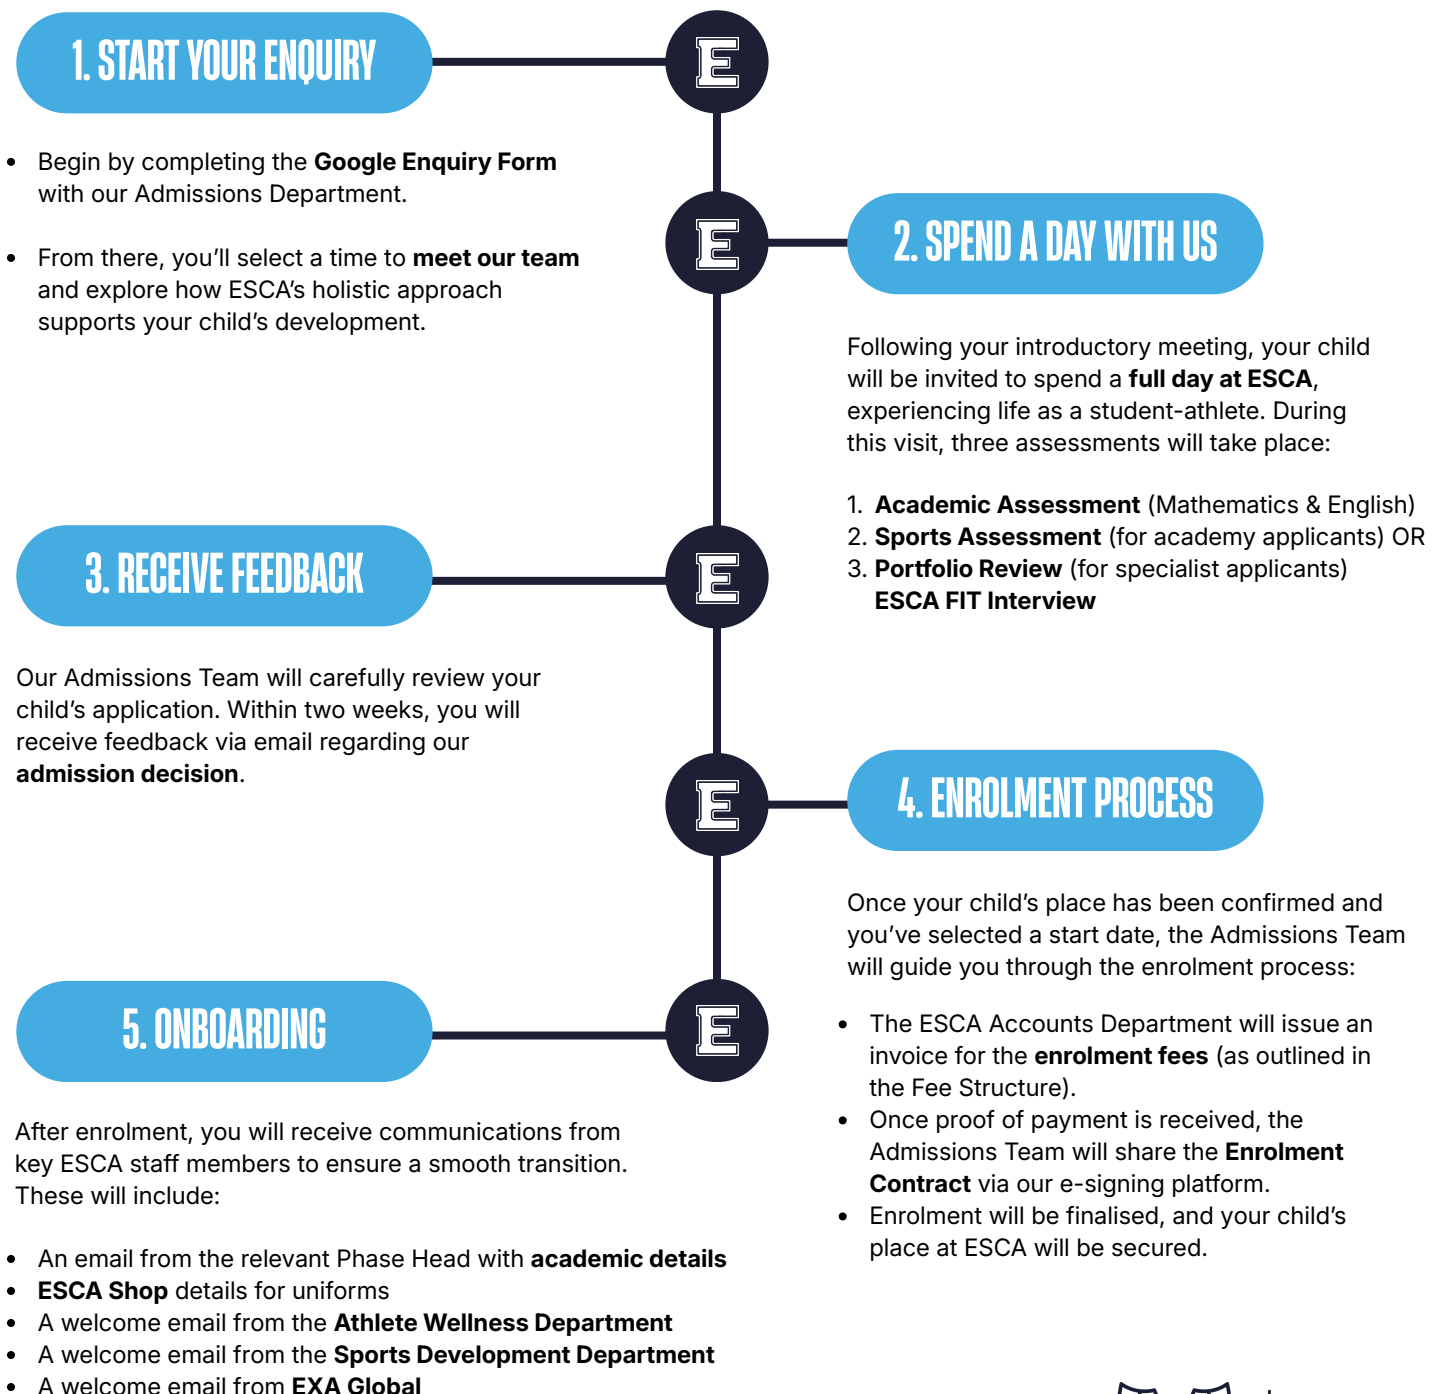 1. START YOUR ENQUIRY
E
• Begin by completing the Google Enquiry Form
with our Admissions Department.
• From there, you’ll select a time to meet our team
and explore how ESCA’s holistic approach
supports your child’s development.
E
2. SPEND A DAY WITH US
Following your introductory meeting, your child
will be invited to spend a full day at ESCA,
experiencing life as a student-athlete. During
this visit, three assessments will take place:
1. Academic Assessment (Mathematics & English)
2. Sports Assessment (for academy applicants) OR
3. Portfolio Review (for specialist applicants)
ESCA FIT Interview
3. RECEIVE FEEDBACK
E
Our Admissions Team will carefully review your
child’s application. Within two weeks, you will
receive feedback via email regarding our
admission decision.
E
4. ENROLMENT PROCESS
Once your child’s place has been confirmed and
you’ve selected a start date, the Admissions Team
will guide you through the enrolment process:
• The ESCA Accounts Department will issue an
invoice for the enrolment fees (as outlined in
the Fee Structure).
• Once proof of payment is received, the
Admissions Team will share the Enrolment
Contract via our e-signing platform.
• Enrolment will be finalised, and your child’s
place at ESCA will be secured.
5. ONBOARDING
E
After enrolment, you will receive communications from
key ESCA staff members to ensure a smooth transition.
These will include:
• An email from the relevant Phase Head with academic details
• ESCA Shop details for uniforms
• A welcome email from the Athlete Wellness Department
• A welcome email from the Sports Development Department
• A welcome email from EXA Global